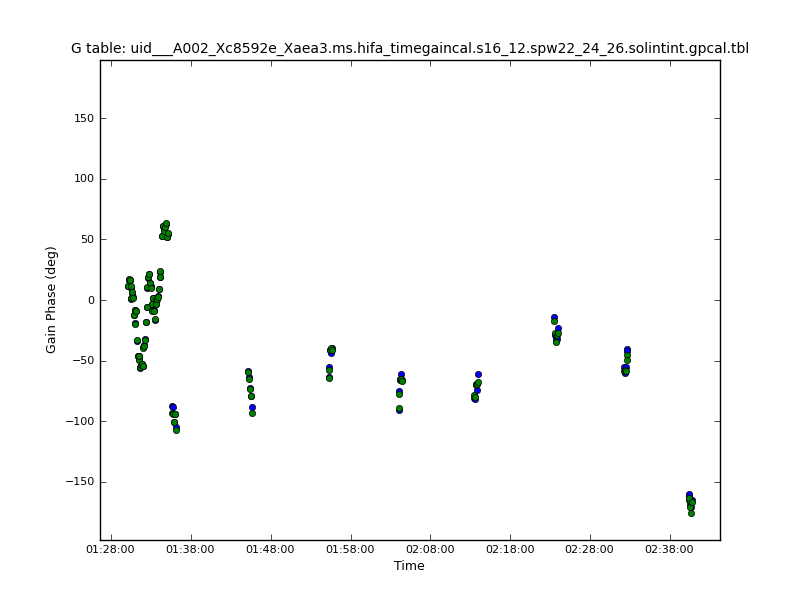 G table: uid___A002_Xc8592e_Xaea3.ms.hifa_timegaincal.s16_12.spw22_24_26.solintint.gpcal.tbl
Gain Phase (deg)
150
100
50
0
−50
−100
−150
01:28:00 01:38:00 01:48:00 01:58:00 02:08:00 02:18:00 02:28:00 02:38:00
Time